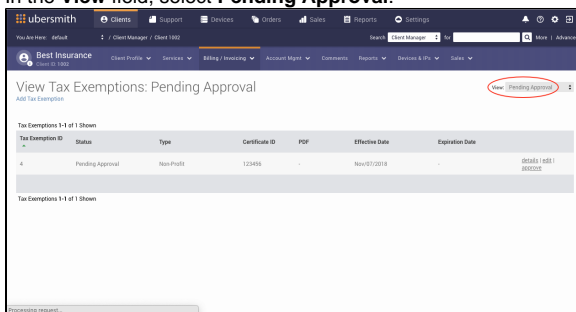 In the View field, select Pending Approval.
ubersmith Clients Support Devices Orders Sales Reports Settings
You Are Here: default / Client Manager / Client 1002 Search Client Manager for More | Advance
Best Insurance Client Profile Services Billing / Invoicing Account Mgmt Comments Reports Devices & IPs Sales
Client ID: 1002
View Tax Exemptions: Pending Approval View: Pending Approval
Add Tax Exemption
Tax Exemptions 1-1 of 1 Shown
Tax Exemption ID Status Type Certificate ID PDF Effective Date Expiration Date
4 Pending Approval Non-Profit 123456 - Nov/07/2018 - details | edit |
approve
Tax Exemptions 1-1 of 1 Shown
Processing request...